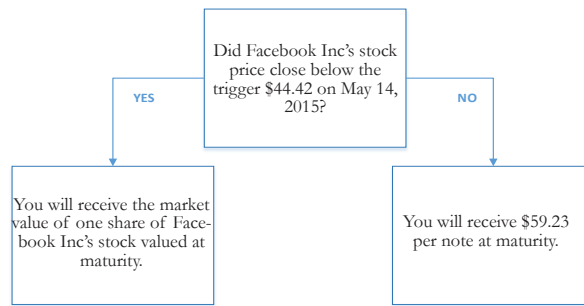 Did Facebook Inc’s stock
price close below the
trigger $44.42 on May 14,
2015?
YES
NO
You will receive the market
value of one share of Face-
book Inc’s stock valued at
maturity.
You will receive $59.23
per note at maturity.